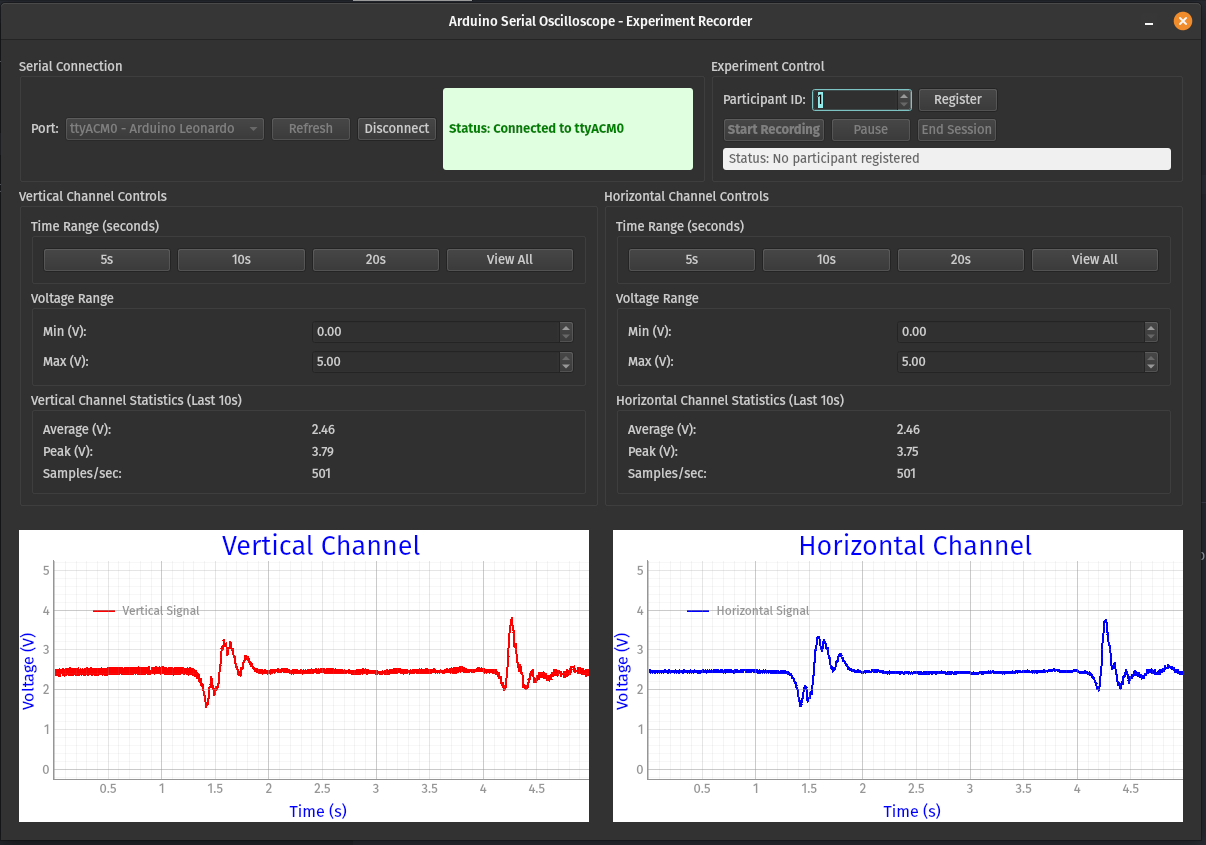 Arduino Serial Oscilloscope - Experiment Recorder
Serial Connection
Port:
ttyACM0 - Arduino Leonardo
Refresh
Disconnect
Status: Connected to ttyACM0
Experiment Control
Participant ID:
1
Register
Start Recording
Pause
End Session
Status: No participant registered
Vertical Channel Controls
Time Range (seconds)
5s
10s
20s
View All
Voltage Range
Min (V):
0.00
Max (V):
5.00
Vertical Channel Statistics (Last 10s)
Average (V):
2.46
Peak (V):
3.79
Samples/sec:
501
Horizontal Channel Controls
Time Range (seconds)
5s
10s
20s
View All
Voltage Range
Min (V):
0.00
Max (V):
5.00
Horizontal Channel Statistics (Last 10s)
Average (V):
2.46
Peak (V):
3.75
Samples/sec:
501
Vertical Channel
Vertical Signal
Voltage (V)
5
4
3
2
1
0
0.5
1
1.5
2
2.5
3
3.5
4
4.5
Time (s)
Horizontal Channel
Horizontal Signal
Voltage (V)
5
4
3
2
1
0
0.5
1
1.5
2
2.5
3
3.5
4
4.5
Time (s)